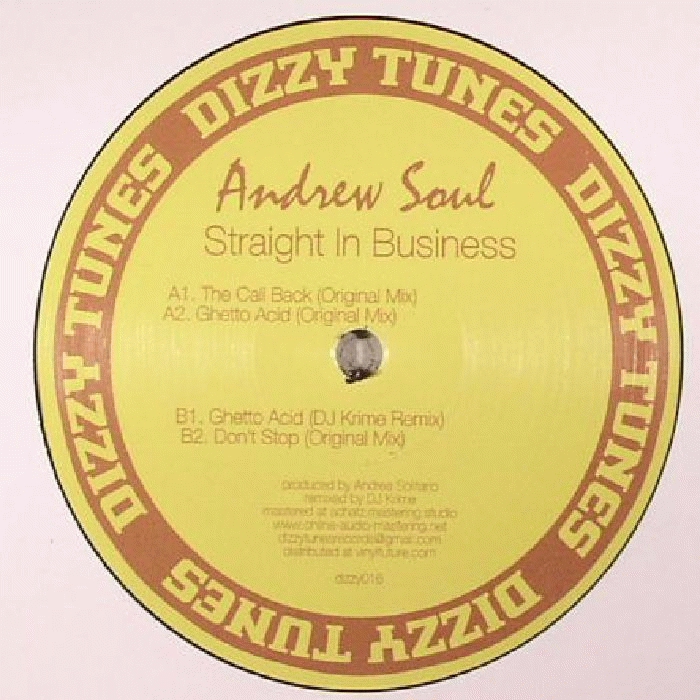 DIZZY TUNES
DIZZY TUNES
DIZZY TUNES
DIZZY TUNES
Andrew Soul
Straight In Business
A1. The Call Back (Original Mix)
A2. Ghetto Acid (Original Mix)
B1. Ghetto Acid (DJ Krime Remix)
B2. Don't Stop (Original Mix)
produced by Andrea Solitario
remixed by DJ Krime
mastered at schatz.mastering.studio
www.online-audio-mastering.net
dizzytunesrecords@gmail.com
distributed at vinylfuture.com
dizzy016